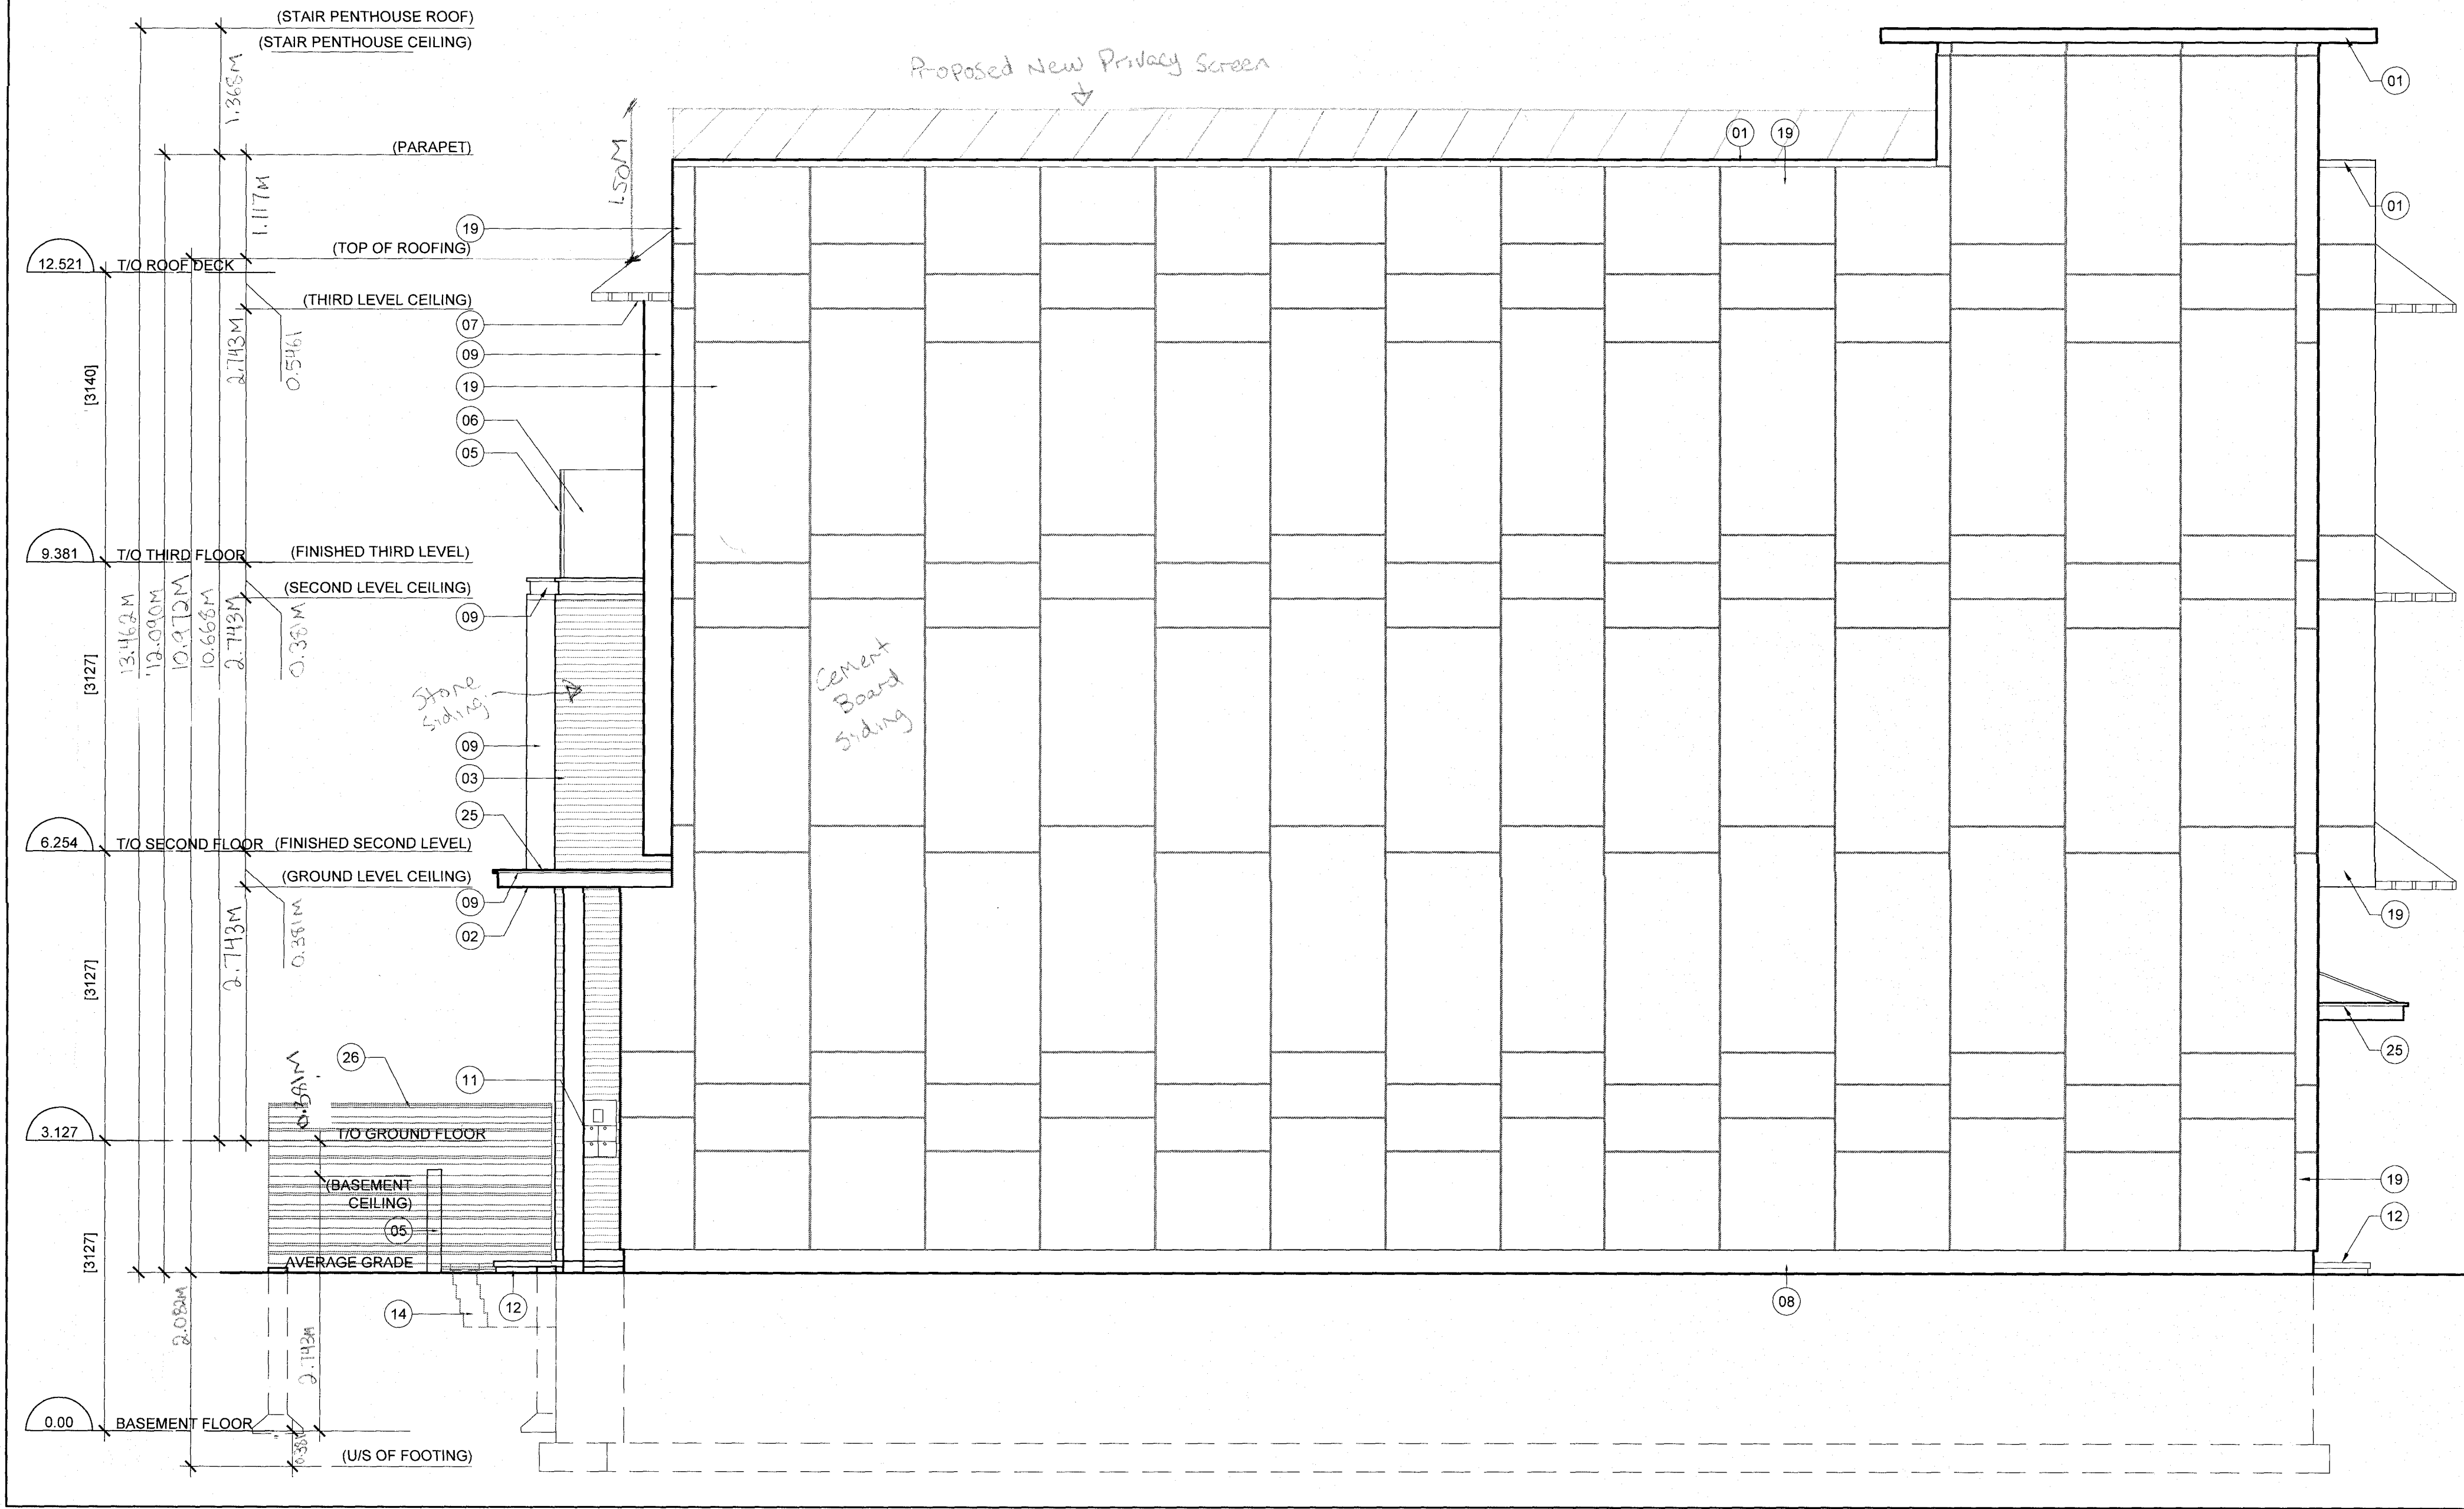 (STAIR PENTHOUSE ROOF)
(STAIR PENTHOUSE CEILING)
Proposed New Privacy Screen
01
1.368M
(PARAPET)
01 19
1.50M
1.117M
01
19
(TOP OF ROOFING)
12.521 T/O ROOF DECK
(THIRD LEVEL CEILING)
07
2.743M
0.5461
09
[3140]
19
06
05
9.381 T/O THIRD FLOOR (FINISHED THIRD LEVEL)
(SECOND LEVEL CEILING)
09
13.462M
12.090M
10.972M
10.668M
2.743M
0.381M
[3127]
Stone
Siding
Cement
Board
Siding
09
03
25
6.254 T/O SECOND FLOOR (FINISHED SECOND LEVEL)
(GROUND LEVEL CEILING)
09
19
02
2.743M
0.381M
[3127]
25
26
0.381M
11
3.127 T/O GROUND FLOOR
(BASEMENT
CEILING)
19
05
12
[3127]
AVERAGE GRADE
14
12
08
2.082M
2.743M
0.00 BASEMENT FLOOR
(U/S OF FOOTING)